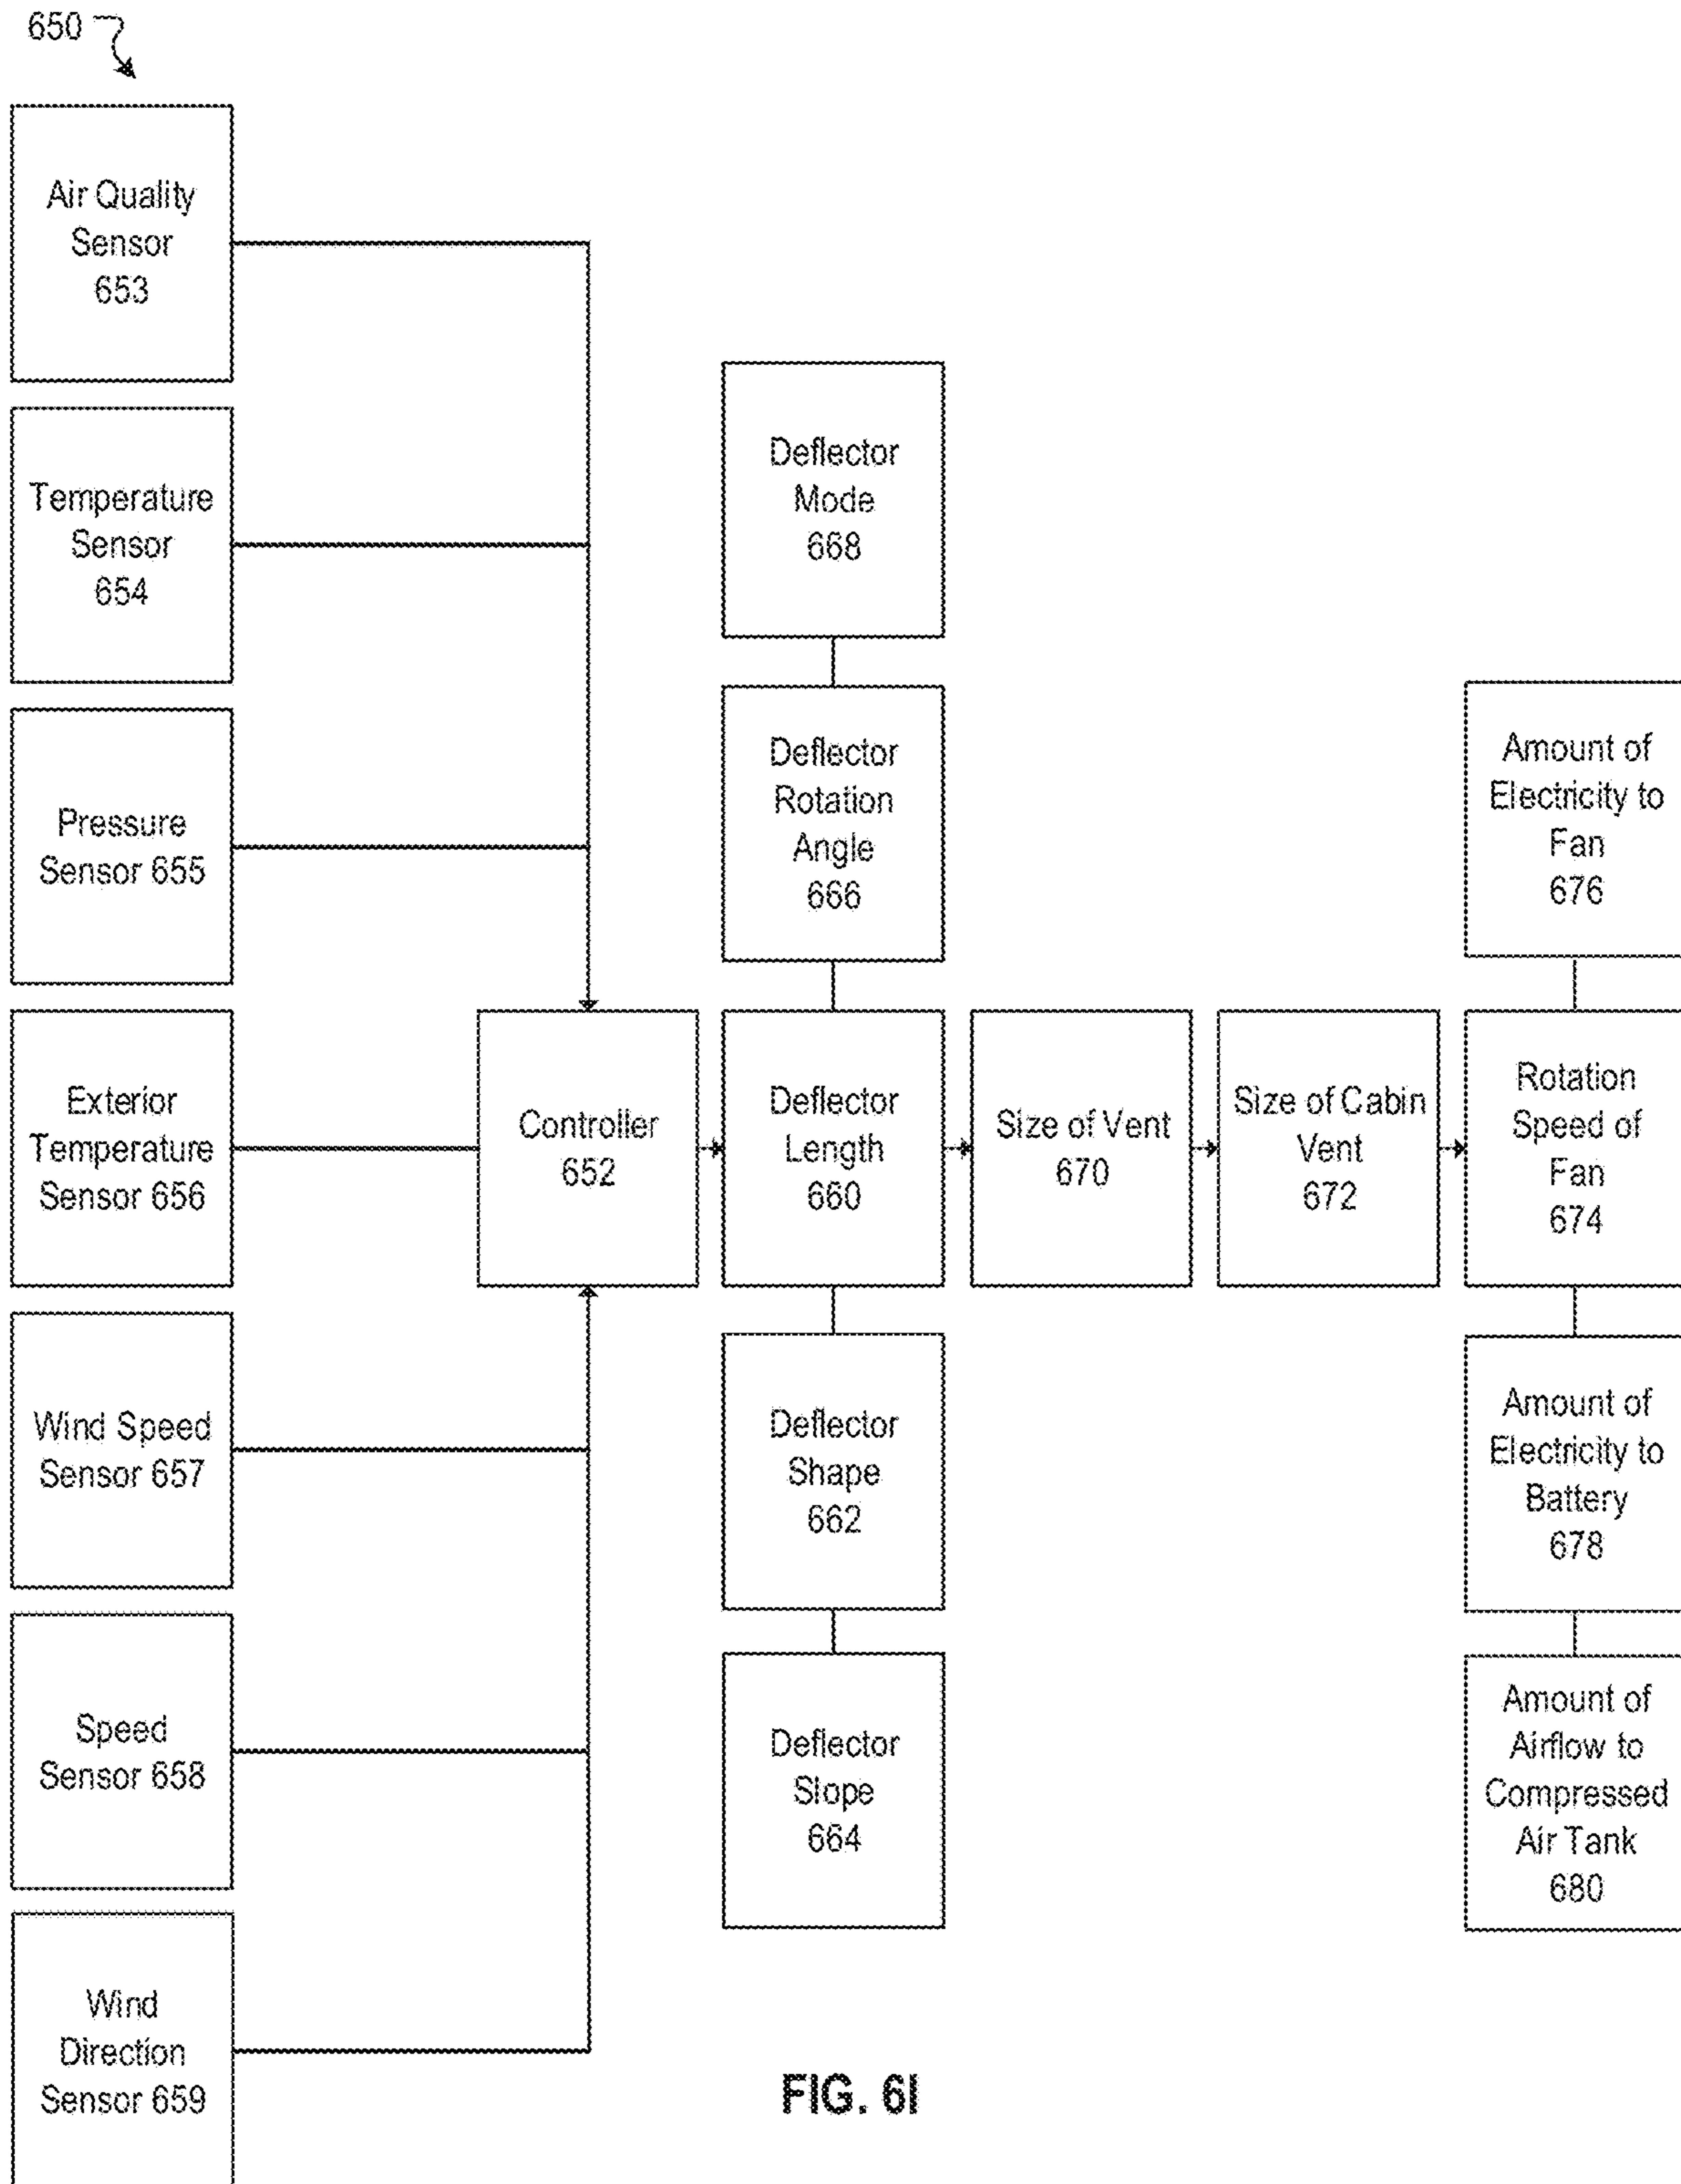 650
Air Quality
Sensor
653
Temperature
Sensor
654
Pressure
Sensor 655
Exterior
Temperature
Sensor 656
Wind Speed
Sensor 657
Speed
Sensor 658
Wind
Direction
Sensor 659
Controller
652
Deflector
Mode
668
Deflector
Rotation
Angle
666
Deflector
Length
660
Deflector
Shape
662
Deflector
Slope
664
Size of Vent
670
Size of Cabin
Vent
672
Amount of
Electricity to
Fan
676
Rotation
Speed of
Fan
674
Amount of
Electricity to
Battery
678
Amount of
Airflow to
Compressed
Air Tank
680
FIG. 6I